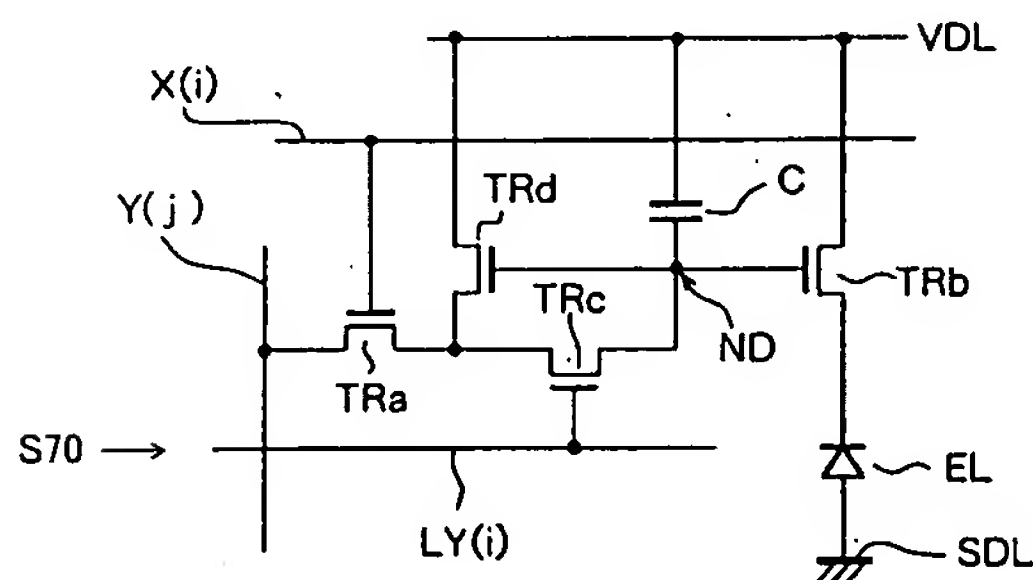 VDL
X(i)
C
TRd
Y(j)
TRb
TRc
ND
TRa
S70
EL
LY(i)
SDL